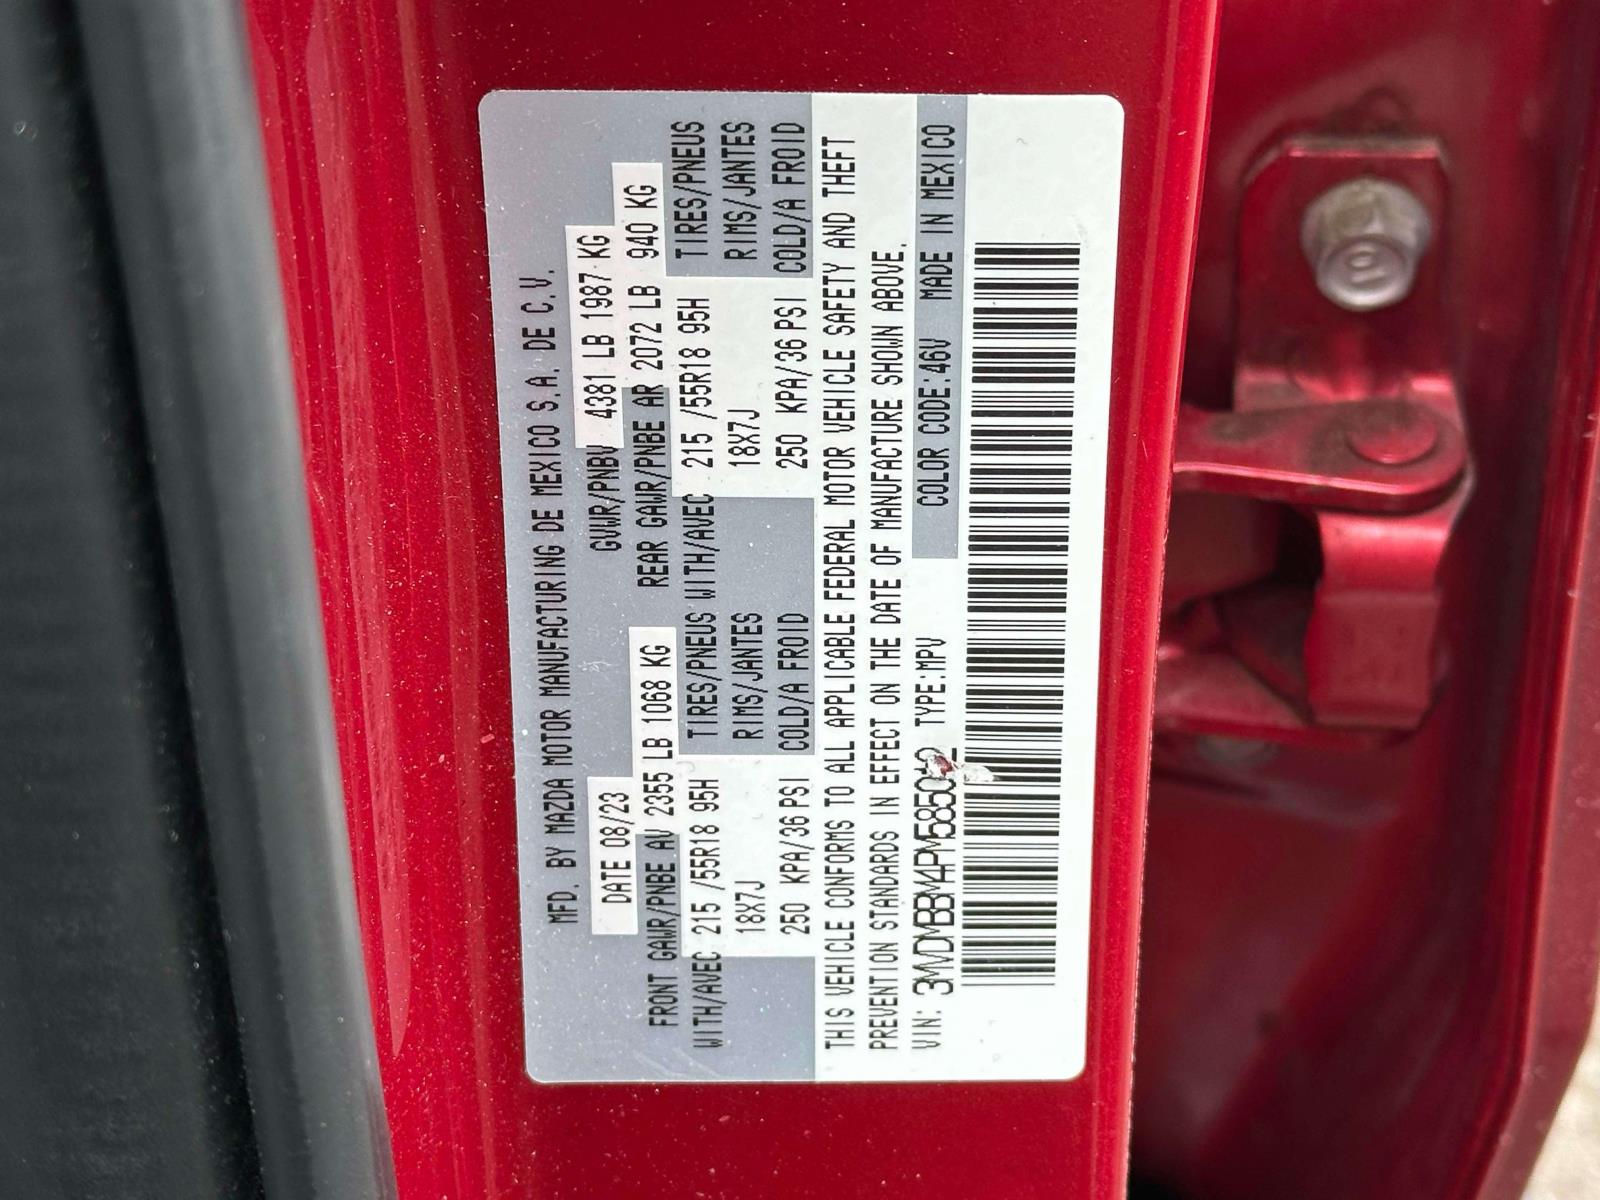 MFD. BY MAZDA MOTOR MANUFACTURING DE MEXICO S.A. DE C.V.
DATE 08/23 GVWR/PNBV 4381 LB 1987 KG
FRONT GAWR/PNBE AV 2355 LB 1068 KG REAR GAWR/PNBE AR 2072 LB 940 KG
WITH/AVEC 215 /55R18 95H TIRES/PNEUS WITH/AVEC 215 /55R18 95H TIRES/PNEUS
18X7J RIMS/JANTES 18X7J RIMS/JANTES
250 KPA/36 PSI COLD/A FROID 250 KPA/36 PSI COLD/A FROID
THIS VEHICLE CONFORMS TO ALL APPLICABLE FEDERAL MOTOR VEHICLE SAFETY AND THEFT
PREVENTION STANDARDS IN EFFECT ON THE DATE OF MANUFACTURE SHOWN ABOVE.
VIN: TYPE:MPV COLOR CODE:46V MADE IN MEXICO